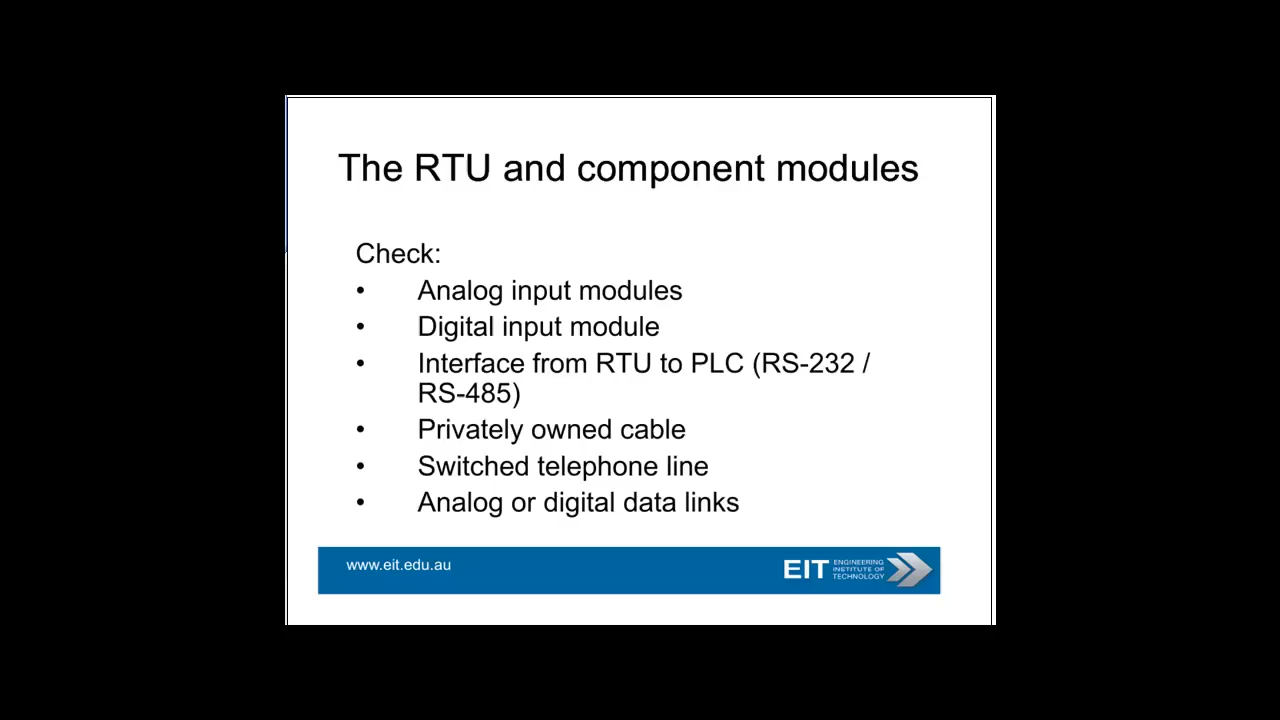 The RTU and component modules
Check:
• Analog input modules
• Digital input module
• Interface from RTU to PLC (RS-232 /
RS-485)
• Privately owned cable
• Switched telephone line
• Analog or digital data links
www.eit.edu.au
EIT
ENGINEERING
INSTITUTE OF
TECHNOLOGY